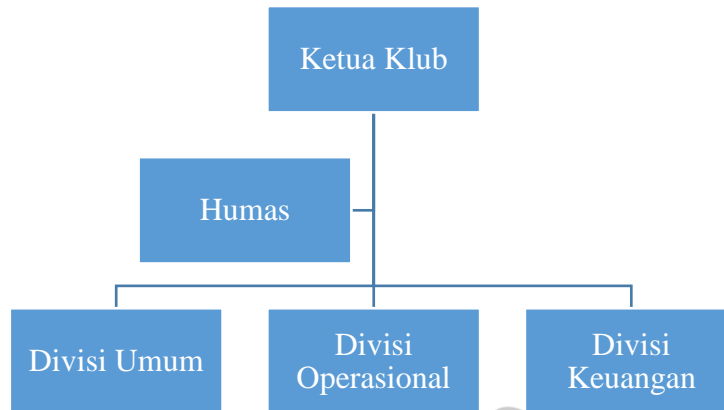 Ketua Klub
Humas
Divisi Umum
Divisi
Operasional
Divisi
Keuangan